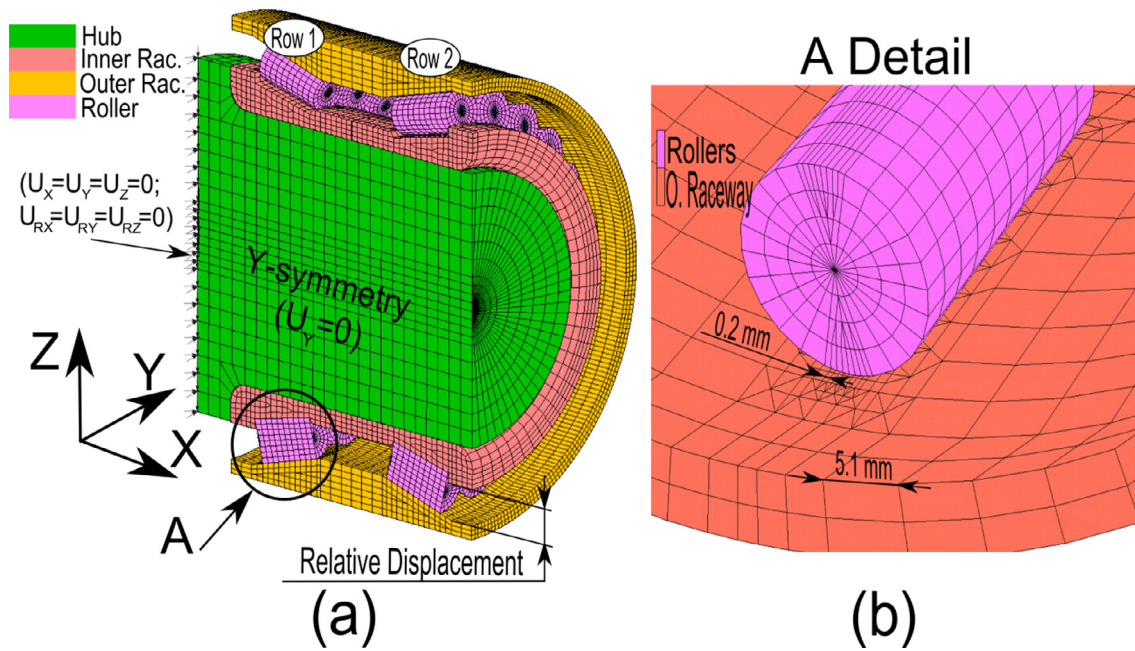 Hub
Inner Rac.
Outer Rac.
Roller
Row 1
Row 2
(U_X=U_Y=U_Z=0;
U_RX=U_RY=U_RZ=0)
Y-symmetry
(U_Y=0)
Z
Y
X
A
Relative Displacement
(a)
A Detail
Rollers
O. Raceway
0.2 mm
5.1 mm
(b)